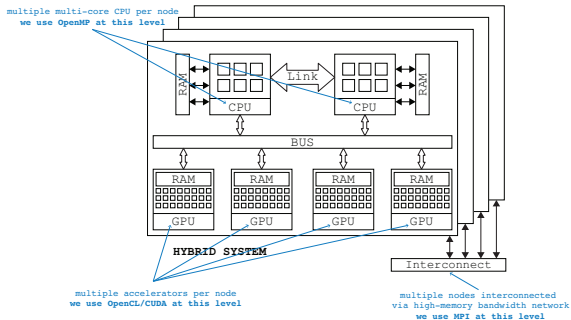 multiple multi-core CPU per node
we use OpenMP at this level
RAM
CPU
Link
CPU
RAM
BUS
RAM
RAM
RAM
RAM
GPU
GPU
GPU
GPU
HYBRID SYSTEM
Interconnect
multiple accelerators per node
we use OpenCL/CUDA at this level
multiple nodes interconnected
via high-memory bandwidth network
we use MPI at this level